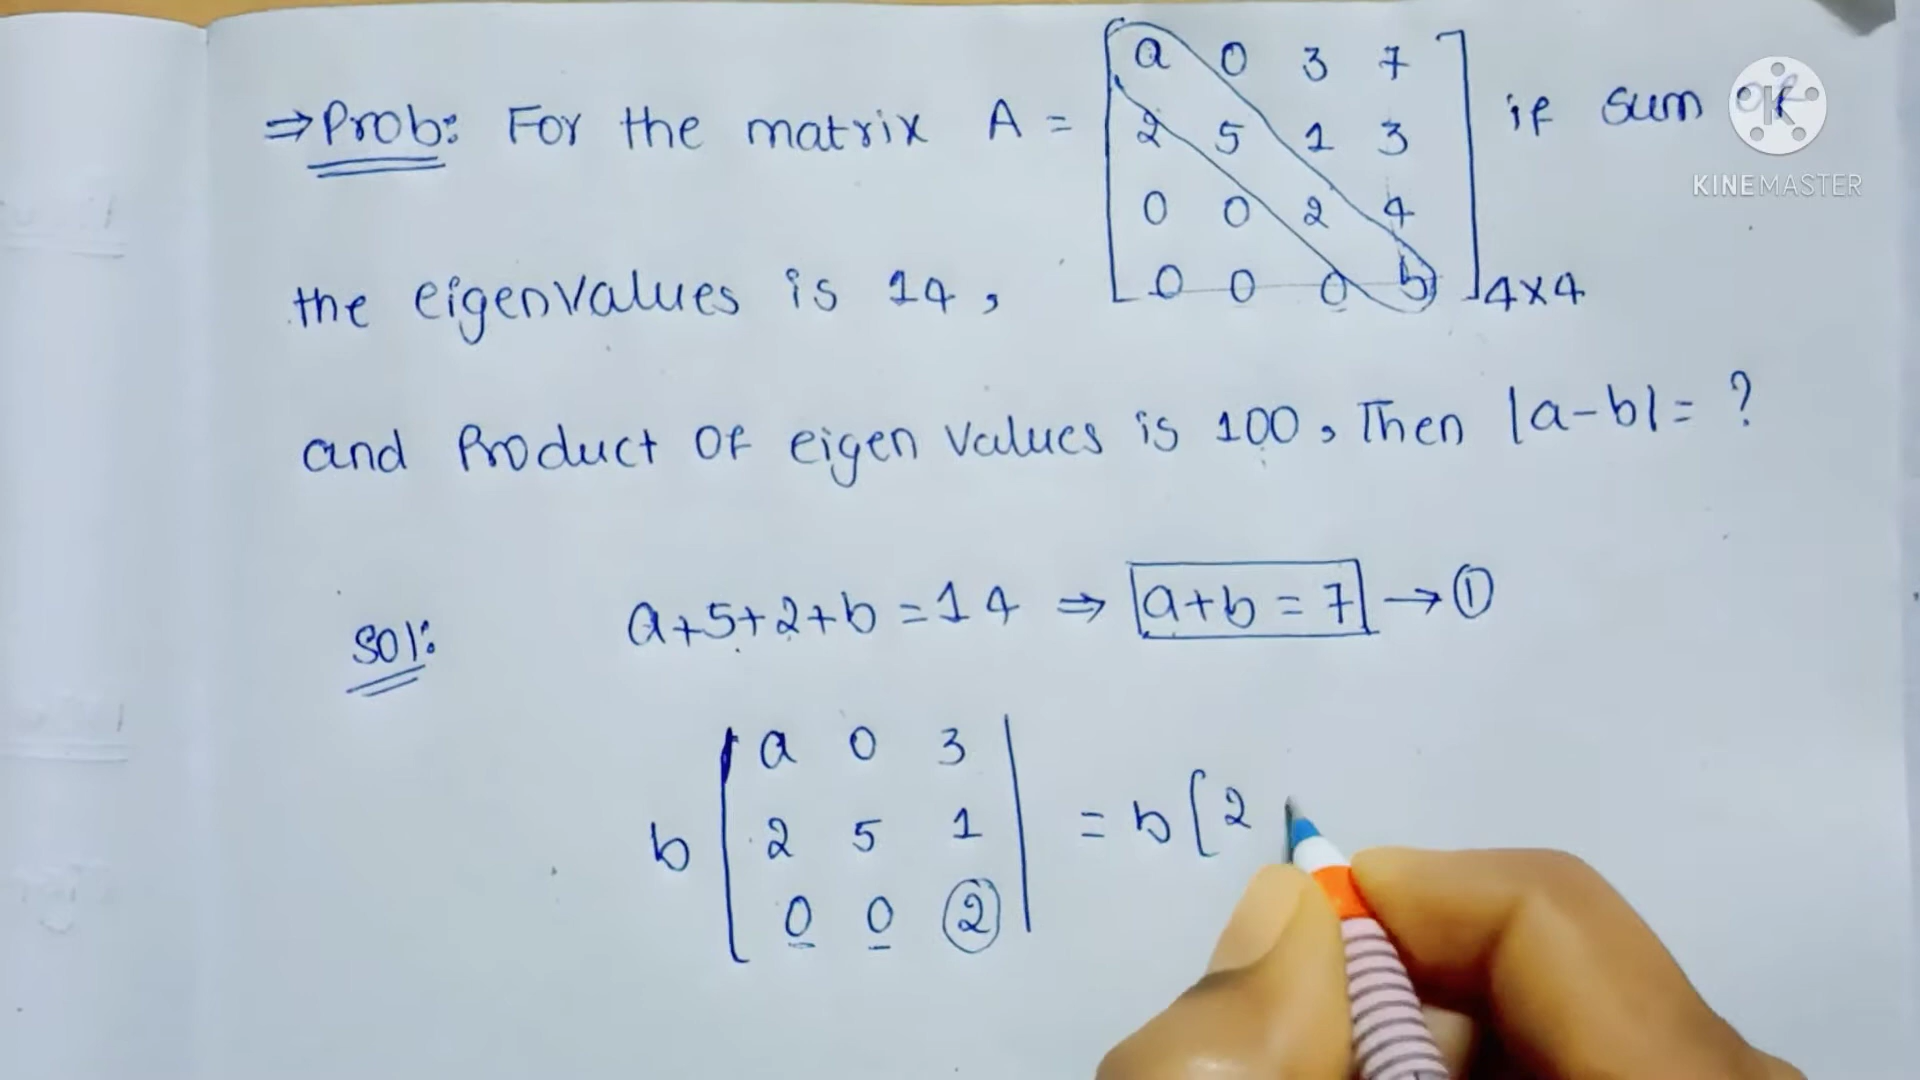 ⇒Prob: For the matrix A = [a 0 3 7
2 5 1 3
0 0 2 4
0 0 0 b]4×4 if sum of
the eigenvalues is 14,
and Product Of eigen values is 100, Then |a-b| = ?
Sol: a+5+2+b = 14 ⇒ a+b = 7 → ①
b | a 0 3
2 5 1
0 0 2 | = b [ 2
KINEMASTER